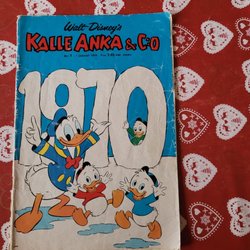 Walt Disney's
KALLE ANKA & C:O
1970